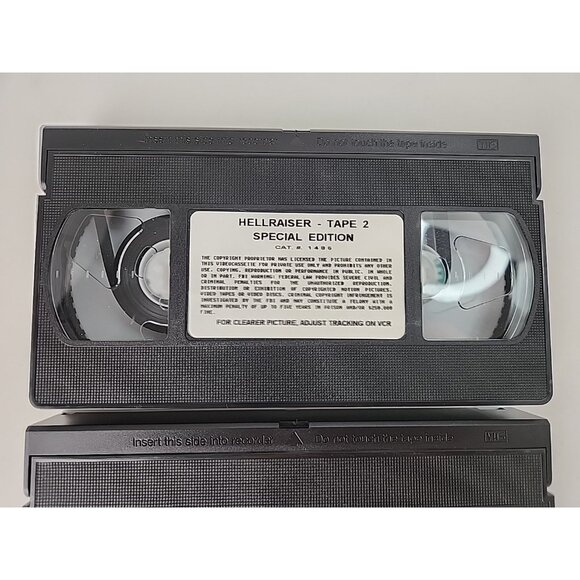 Do not touch the tape inside VHS
HELLRAISER - TAPE 2
SPECIAL EDITION
CAT. #. 1486
THE COPYRIGHT PROPRIETOR HAS LICENSED THE PICTURE CONTAINED IN
THIS VIDEOCASSETTE FOR PRIVATE USE ONLY AND PROHIBITS ANY OTHER
USE, COPYING, REPRODUCTION OR PERFORMANCE IN PUBLIC, IN WHOLE
OR IN PART. FBI WARNING: FEDERAL LAW PROVIDES SEVERE CIVIL AND
CRIMINAL PENALTIES FOR THE UNAUTHORIZED REPRODUCTION,
DISTRIBUTION OR EXHIBITION OF COPYRIGHTED MOTION PICTURES,
VIDEO TAPES OR VIDEO DISCS. CRIMINAL COPYRIGHT INFRINGEMENT IS
INVESTIGATED BY THE FBI AND MAY CONSTITUTE A FELONY WITH A
MAXIMUM PENALTY OF UP TO FIVE YEARS IN PRISON AND/OR $250.000
FINE.
FOR CLEARER PICTURE, ADJUST TRACKING ON VCR
Insert this side into recorder Do not touch the tape inside VHS